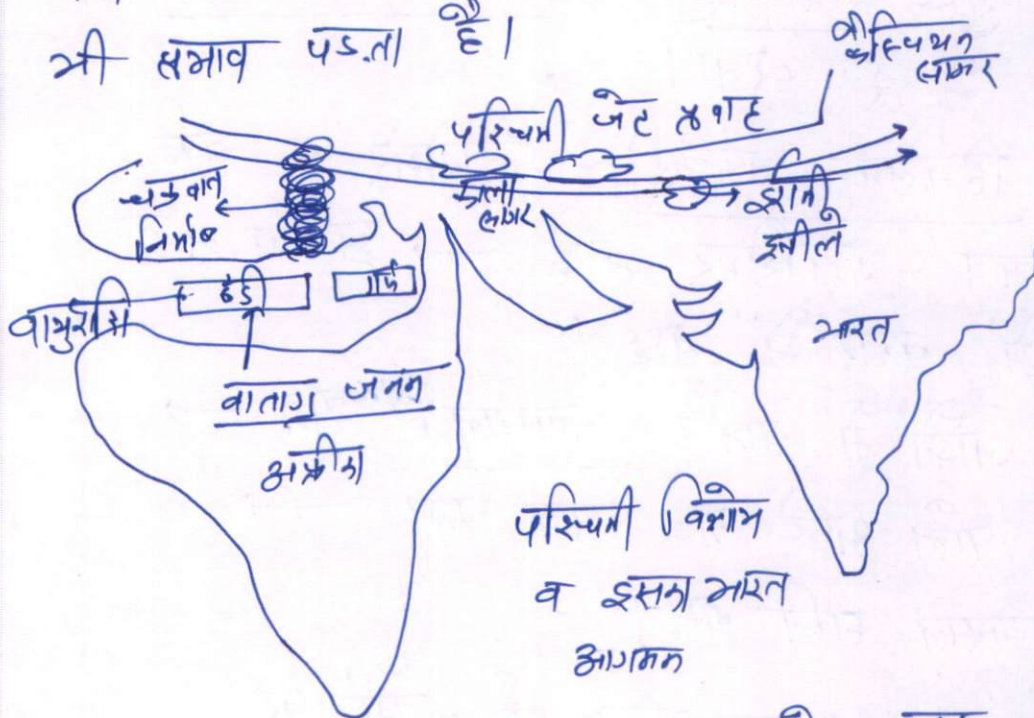 भी प्रभाव पड़ता है।
कैस्पियन सागर
पश्चिमी जेट प्रवाह
चक्रवात निर्माण
काला सागर
ईरानी
ठंडी
गर्म
वायुराशि
भारत
वाताग्र जनन
अफ्रीका
पश्चिमी विक्षोभ
व इसका भारत
आगमन